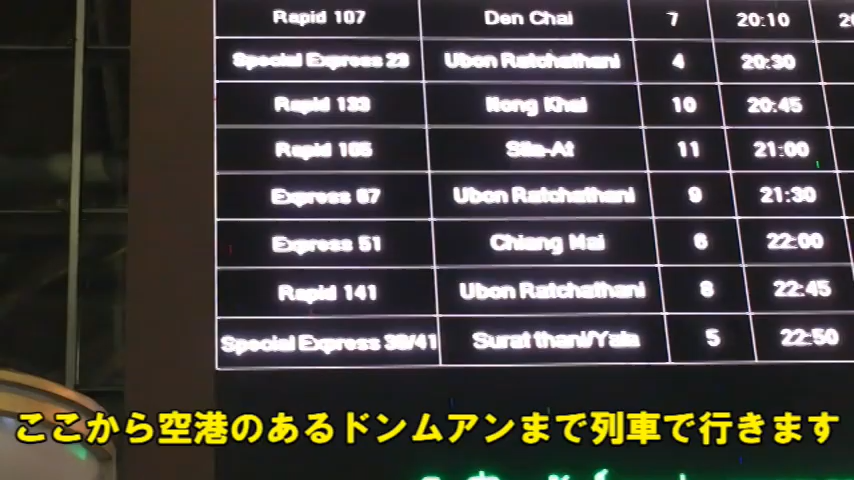 Rapid 107 Den Chai 7 20:10
Special Express 23 Ubon Ratchathani 4 20:30
Rapid 133 Nong Khai 10 20:45
Rapid 105 Sila-At 11 21:00
Express 67 Ubon Ratchathani 9 21:30
Express 51 Chiang Mai 6 22:00
Rapid 141 Ubon Ratchathani 8 22:45
Special Express Surat thani/Yala 5 22:50
ここから空港のあるドンムアンまで列車で行きます